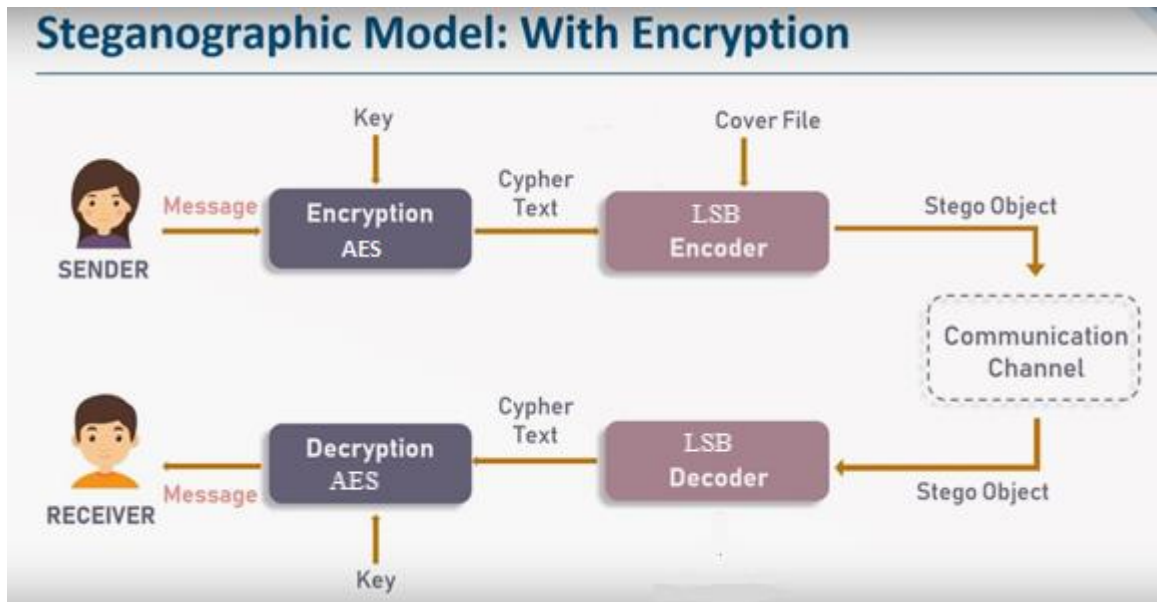 Steganographic Model: With Encryption
Key
Cover File
Message
Encryption
AES
Cypher
Text
LSB
Encoder
Stego Object
SENDER
Communication
Channel
Message
Decryption
AES
Cypher
Text
LSB
Decoder
Stego Object
RECEIVER
Key